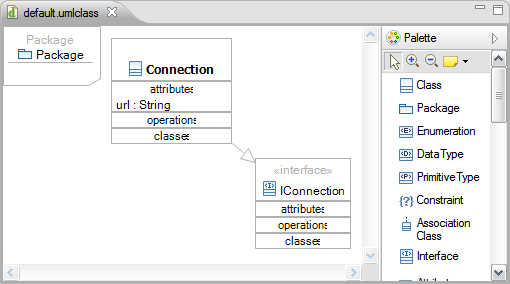 default.umlclass
Package
Package
Connection
attributes
url : String
operations
classes
«interface»
IConnection
attributes
operations
classes
Palette
Class
Package
Enumeration
DataType
PrimitiveType
Constraint
Association
Class
Interface